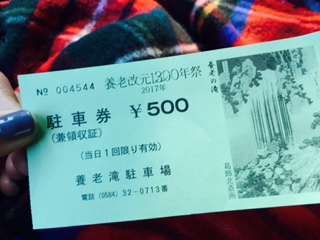 № 004544
養老改元1300年祭
2017年
駐車券 ¥500
(兼領収証)
(当日1回限り有効)
養老滝駐車場
電話 (0584) 32-0713番
養老の滝
葛飾北斎画